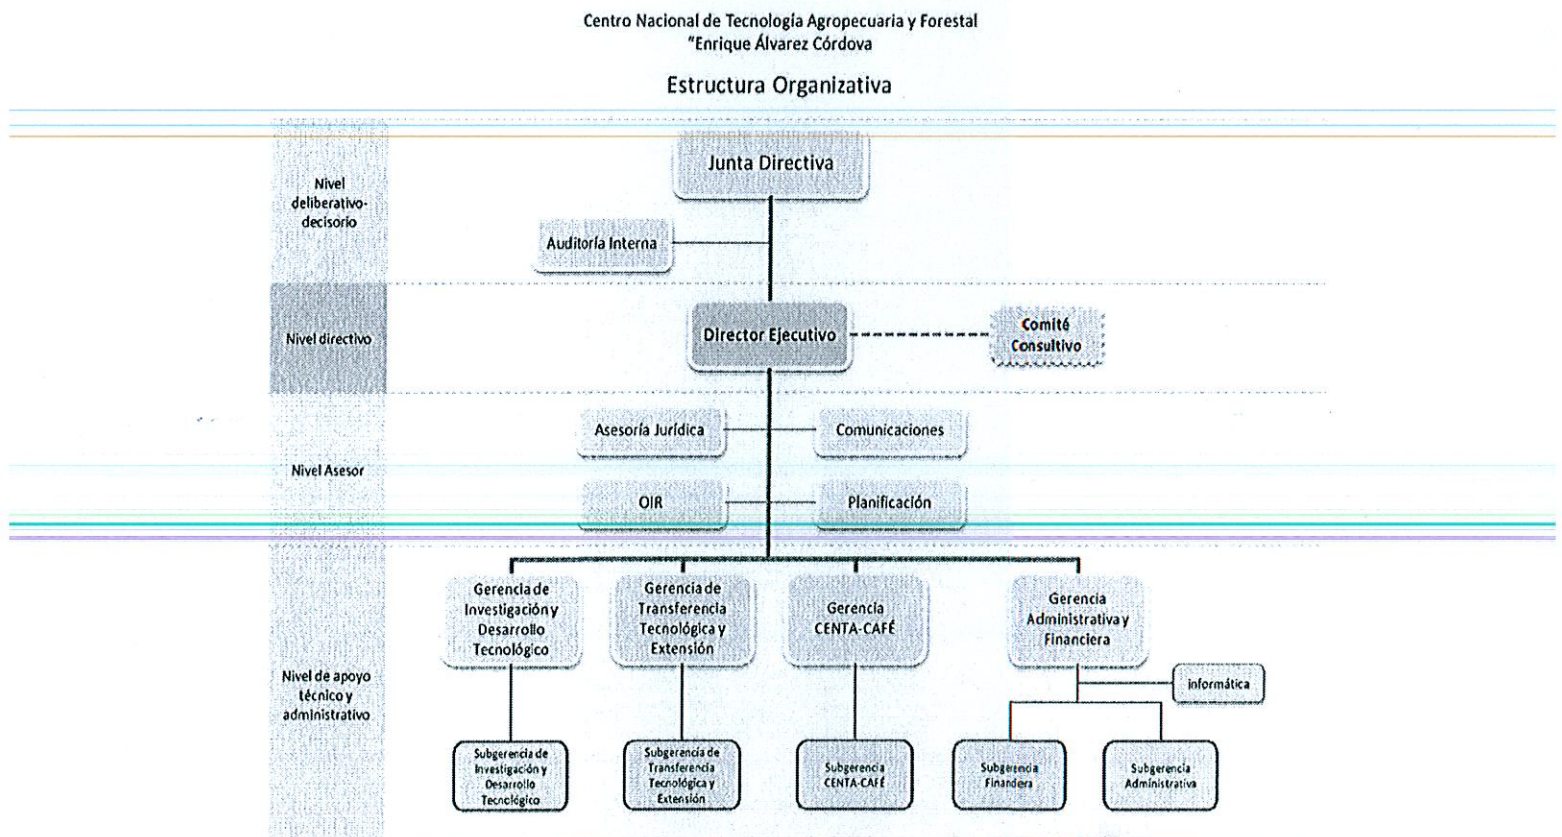 Centro Nacional de Tecnología Agropecuaria y Forestal
"Enrique Álvarez Córdova
Estructura Organizativa
Nivel
deliberativo-
decisorio
Junta Directiva
Auditoría Interna
Nivel directivo
Director Ejecutivo
Comité
Consultivo
Nivel Asesor
Asesoría Jurídica
Comunicaciones
OIR
Planificación
Nivel de apoyo
técnico y
administrativo
Gerencia de
Investigación y
Desarrollo
Tecnológico
Gerencia de
Transferencia
Tecnológica y
Extensión
Gerencia
CENTA-CAFÉ
Gerencia
Administrativa y
Financiera
informática
Subgerencia de
Investigación y
Desarrollo
Tecnológico
Subgerencia de
Transferencia
Tecnológica y
Extensión
Subgerencia
CENTA-CAFÉ
Subgerencia
Financiera
Subgerencia
Administrativa